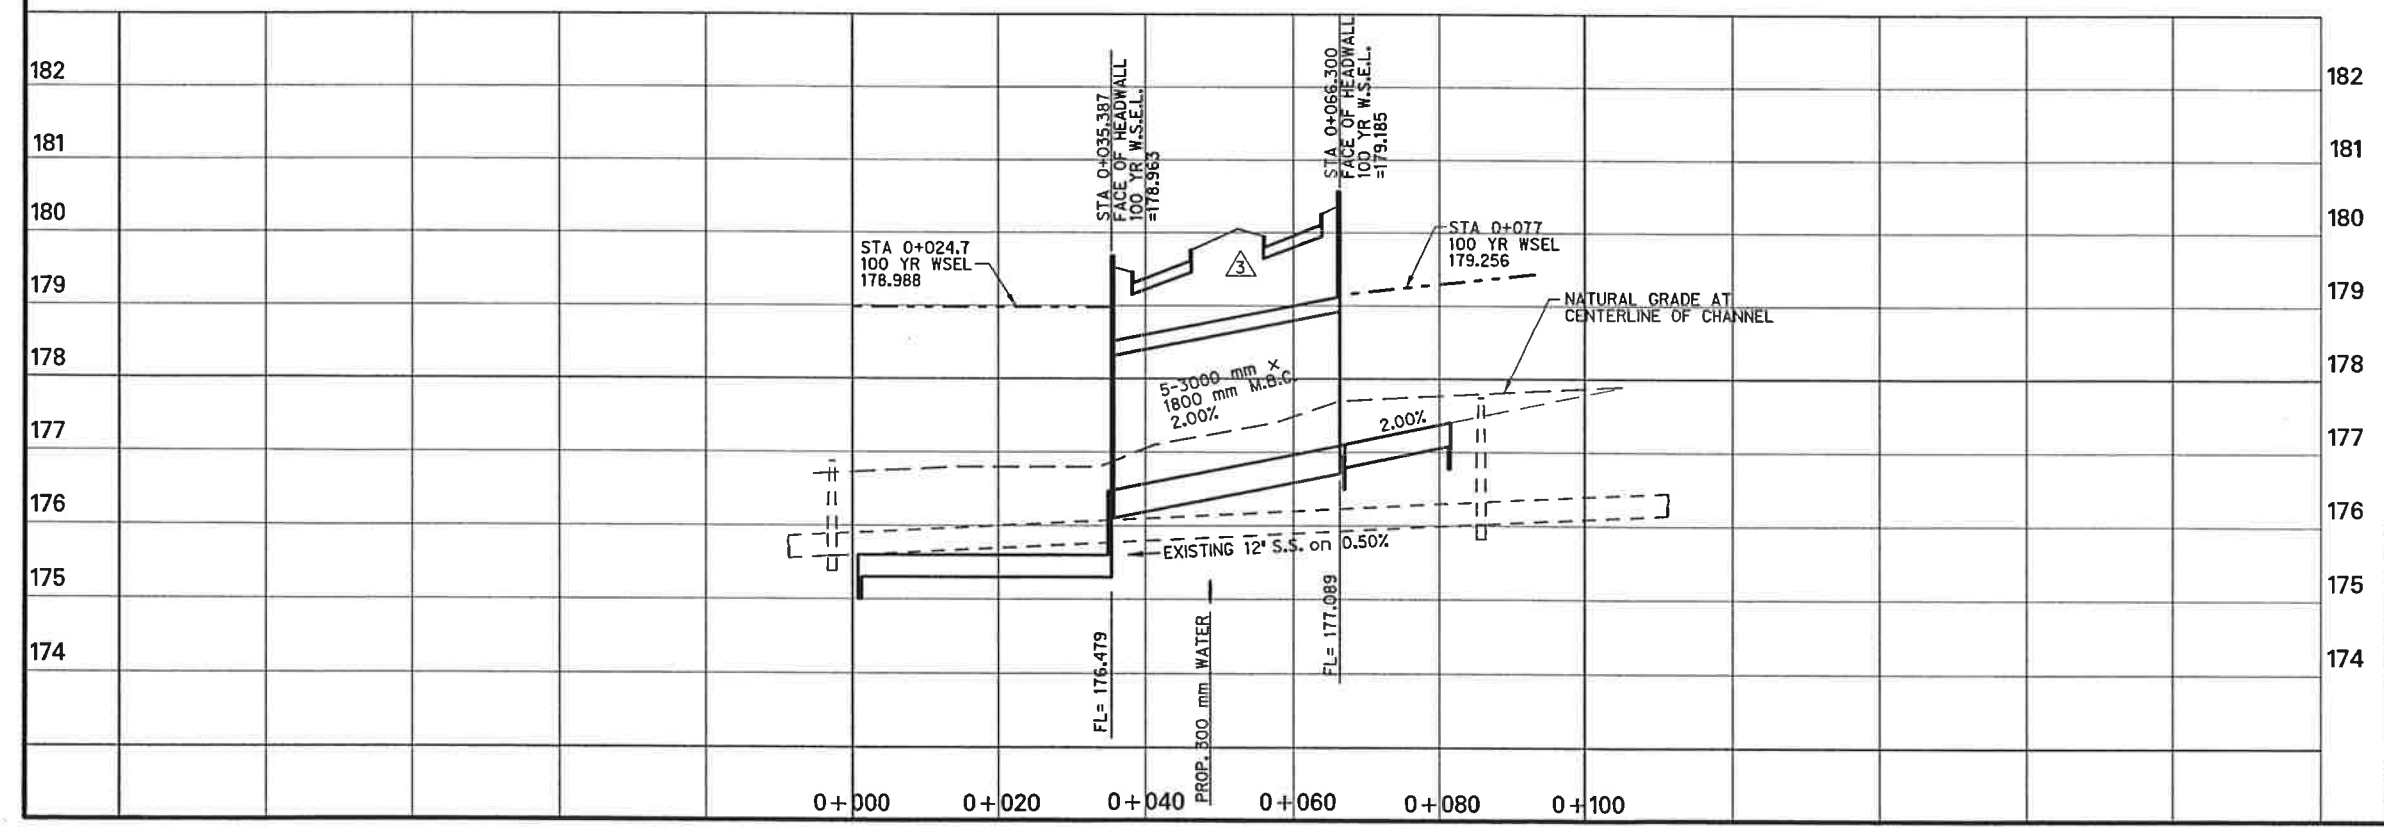 182
181
180
179
178
177
176
175
174
STA 0+024.7
100 YR WSEL
178.988
STA 0+035.387
FACE OF HEADWALL
100 YR W.S.E.L.
=178.963
STA 0+066.300
FACE OF HEADWALL
100 YR W.S.E.L.
=179.185
3
STA 0+077
100 YR WSEL
179.256
NATURAL GRADE AT
CENTERLINE OF CHANNEL
5-3000 mm X
1800 mm M.B.C.
2.00%
2.00%
EXISTING 12" S.S. on 0.50%
FL= 176.479
PROP. 300 mm WATER
FL= 177.089
182
181
180
179
178
177
176
175
174
0+000
0+020
0+040
0+060
0+080
0+100